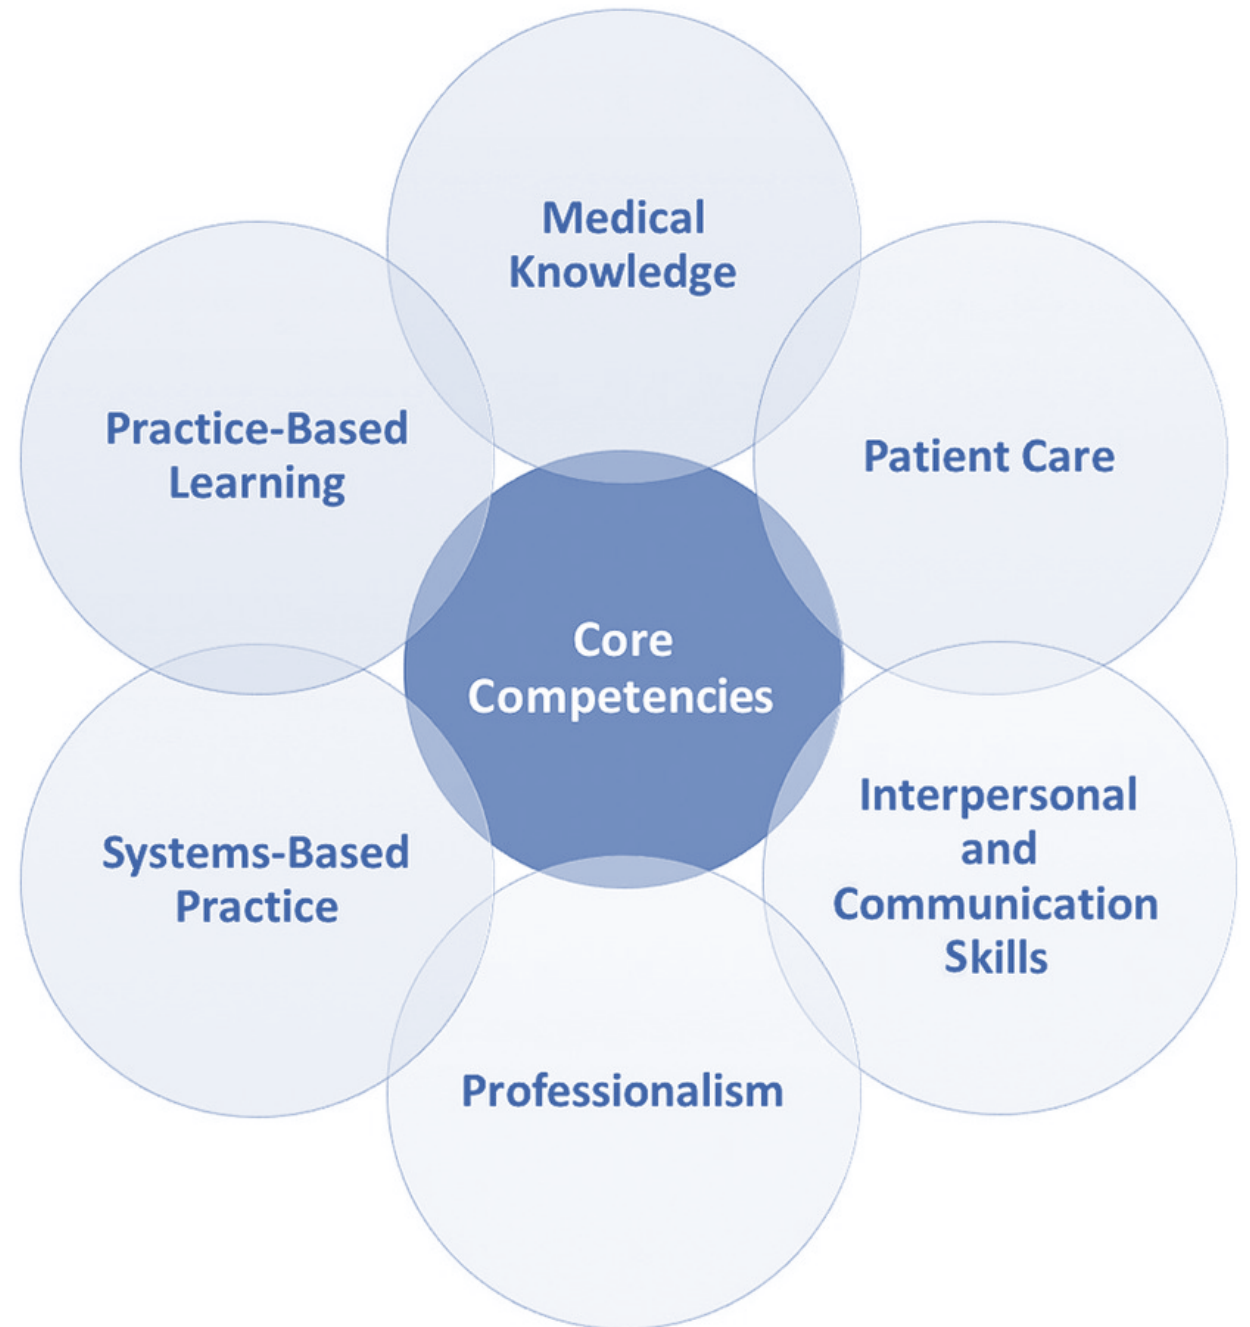 Medical
Knowledge
Patient Care
Interpersonal
and
Communication
Skills
Professionalism
Systems-Based
Practice
Practice-Based
Learning
Core
Competencies